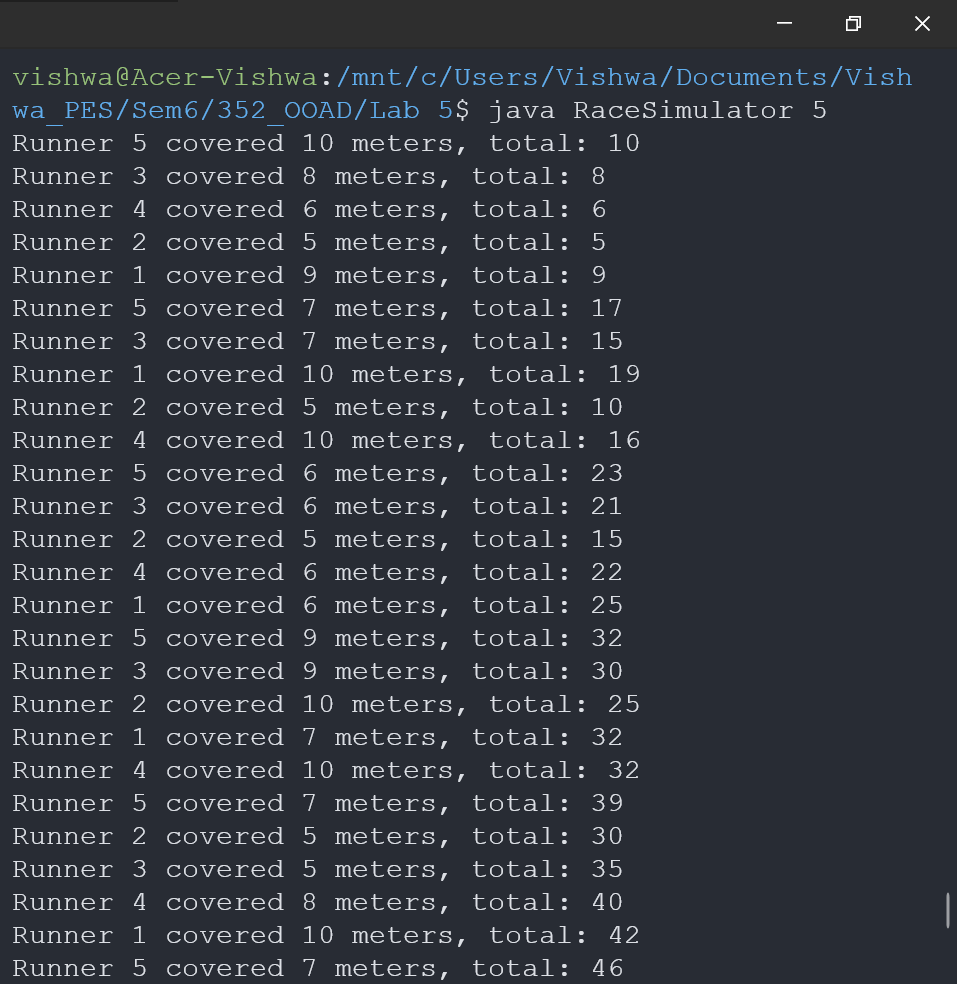 vishwa@Acer-Vishwa:/mnt/c/Users/Vishwa/Documents/Vish
wa_PES/Sem6/352_OOAD/Lab 5$ java RaceSimulator 5
Runner 5 covered 10 meters, total: 10
Runner 3 covered 8 meters, total: 8
Runner 4 covered 6 meters, total: 6
Runner 2 covered 5 meters, total: 5
Runner 1 covered 9 meters, total: 9
Runner 5 covered 7 meters, total: 17
Runner 3 covered 7 meters, total: 15
Runner 1 covered 10 meters, total: 19
Runner 2 covered 5 meters, total: 10
Runner 4 covered 10 meters, total: 16
Runner 5 covered 6 meters, total: 23
Runner 3 covered 6 meters, total: 21
Runner 2 covered 5 meters, total: 15
Runner 4 covered 6 meters, total: 22
Runner 1 covered 6 meters, total: 25
Runner 5 covered 9 meters, total: 32
Runner 3 covered 9 meters, total: 30
Runner 2 covered 10 meters, total: 25
Runner 1 covered 7 meters, total: 32
Runner 4 covered 10 meters, total: 32
Runner 5 covered 7 meters, total: 39
Runner 2 covered 5 meters, total: 30
Runner 3 covered 5 meters, total: 35
Runner 4 covered 8 meters, total: 40
Runner 1 covered 10 meters, total: 42
Runner 5 covered 7 meters, total: 46